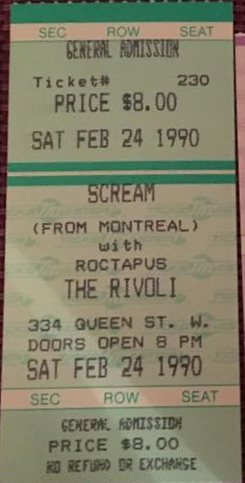 SEC ROW SEAT
GENERAL ADMISSION
Ticket# 230
PRICE $8.00
SAT FEB 24 1990
SCREAM
(FROM MONTREAL)
with
ROCTAPUS
THE RIVOLI
334 QUEEN ST. W.
DOORS OPEN 8 PM
SAT FEB 24 1990
SEC ROW SEAT
GENERAL ADMISSION
PRICE $8.00
NO REFUND OR EXCHANGE